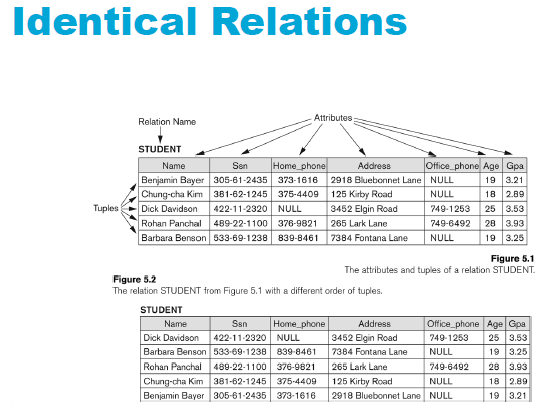 Identical Relations
Relation Name
Attributes
STUDENT
Name Ssn Home_phone Address Office_phone Age Gpa
Benjamin Bayer 305-61-2435 373-1616 2918 Bluebonnet Lane NULL 19 3.21
Chung-cha Kim 381-62-1245 375-4409 125 Kirby Road NULL 18 2.89
Tuples Dick Davidson 422-11-2320 NULL 3452 Elgin Road 749-1253 25 3.53
Rohan Panchal 489-22-1100 376-9821 265 Lark Lane 749-6492 28 3.93
Barbara Benson 533-69-1238 839-8461 7384 Fontana Lane NULL 19 3.25
Figure 5.1
The attributes and tuples of a relation STUDENT.
Figure 5.2
The relation STUDENT from Figure 5.1 with a different order of tuples.
STUDENT
Name Ssn Home_phone Address Office_phone Age Gpa
Dick Davidson 422-11-2320 NULL 3452 Elgin Road 749-1253 25 3.53
Barbara Benson 533-69-1238 839-8461 7384 Fontana Lane NULL 19 3.25
Rohan Panchal 489-22-1100 376-9821 265 Lark Lane 749-6492 28 3.93
Chung-cha Kim 381-62-1245 375-4409 125 Kirby Road NULL 18 2.89
Benjamin Bayer 305-61-2435 373-1616 2918 Bluebonnet Lane NULL 19 3.21